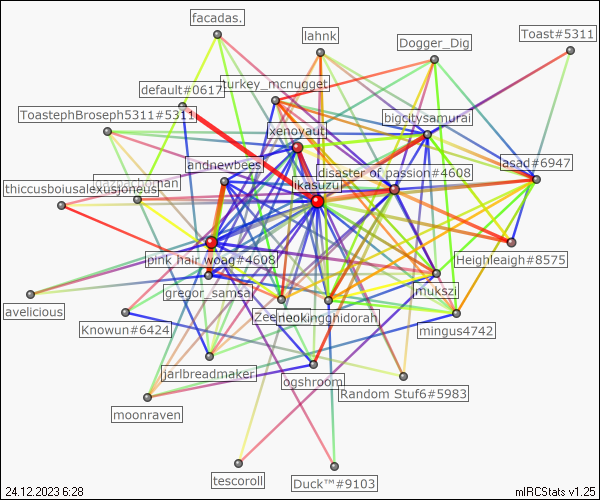 facadas.
lahnk
Toast#5311
Dogger_Dig
default#0617
turkey_mcnugget
ToastephBroseph5311#5311
bigcitysamurai
xenoyaut
andnewbees
disaster of passion#4608
asad#6947
thiccusboiusalexusjoneus
likasuzu
pink hair woag#4608
Heighleaigh#8575
gregor_samsa
mukszi
avelicious
neokingghidorah
Knowun#6424
mingus4742
jarlbreadmaker
ogshroom
Random Stuf6#5983
moonraven
tescoroll
Duck™#9103
24.12.2023 6:28
mIRCStats v1.25